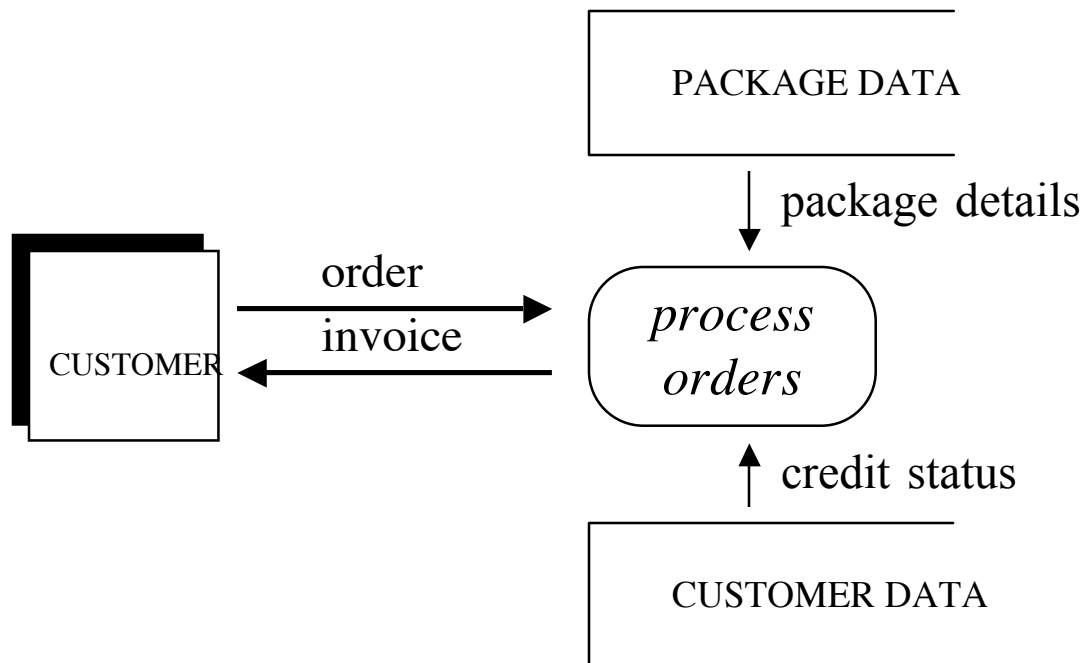 PACKAGE DATA
package details
order
invoice
CUSTOMER
process
orders
credit status
CUSTOMER DATA